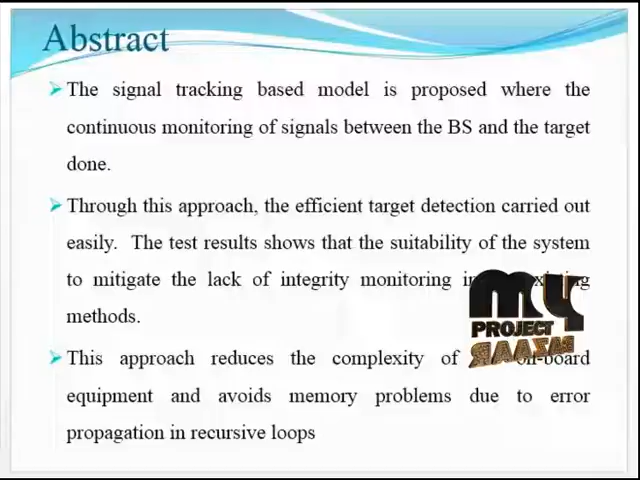 Abstract
The signal tracking based model is proposed where the
continuous monitoring of signals between the BS and the target
done.
Through this approach, the efficient target detection carried out
easily. The test results shows that the suitability of the system
to mitigate the lack of integrity monitoring
methods.
This approach reduces the complexity of
equipment and avoids memory problems due to error
propagation in recursive loops
my
PROJECT
BAZAAR